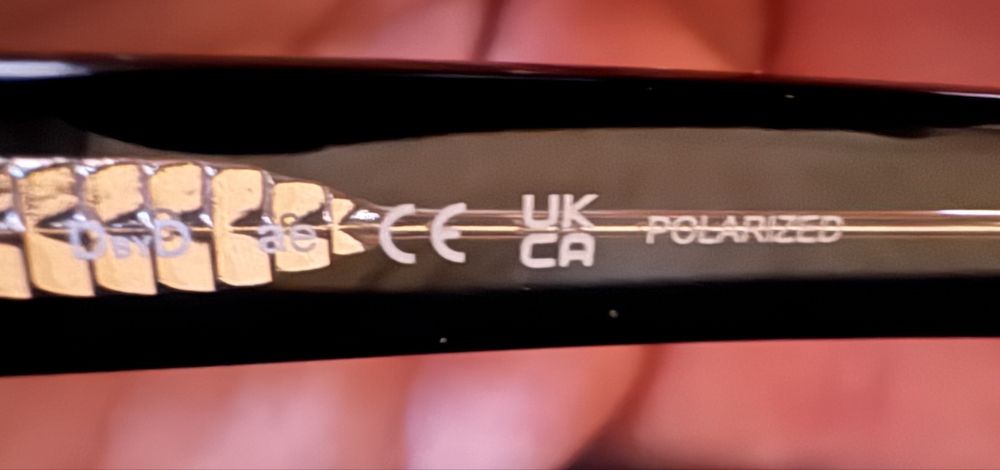 DBYD ae CE UK CA POLARIZED